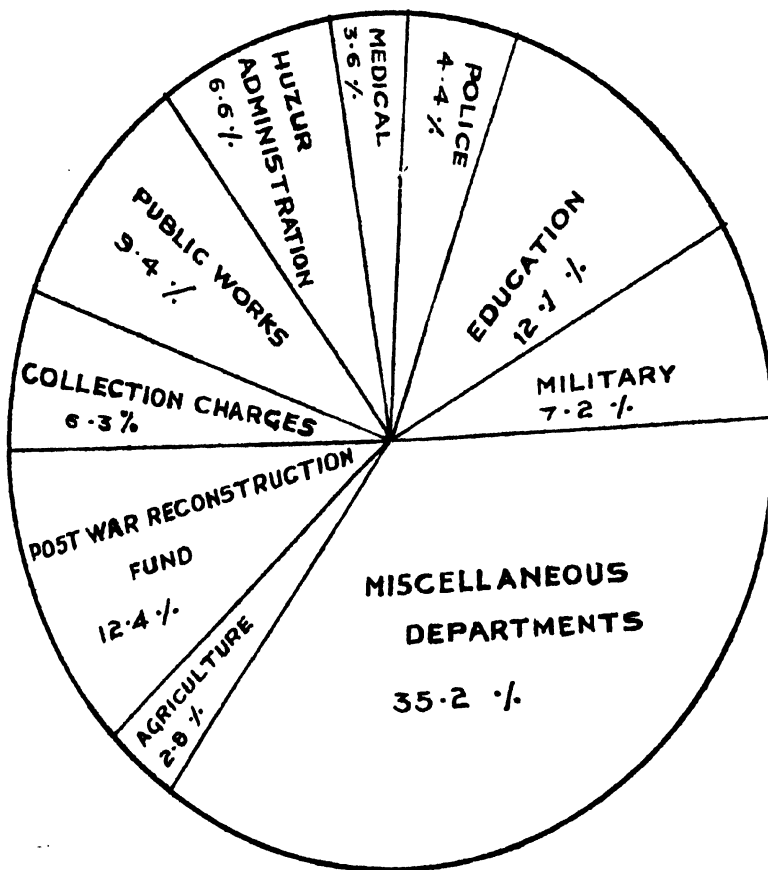 MEDICAL
3.6 %
POLICE
4.4 %
HUZUR
ADMINISTRATION
6.6 %
EDUCATION
12.1 %
PUBLIC WORKS
9.4 %
MILITARY
7.2 %
COLLECTION CHARGES
6.3 %
POST WAR RECONSTRUCTION
FUND
12.4 %
MISCELLANEOUS
DEPARTMENTS
35.2 %
AGRICULTURE
2.8 %